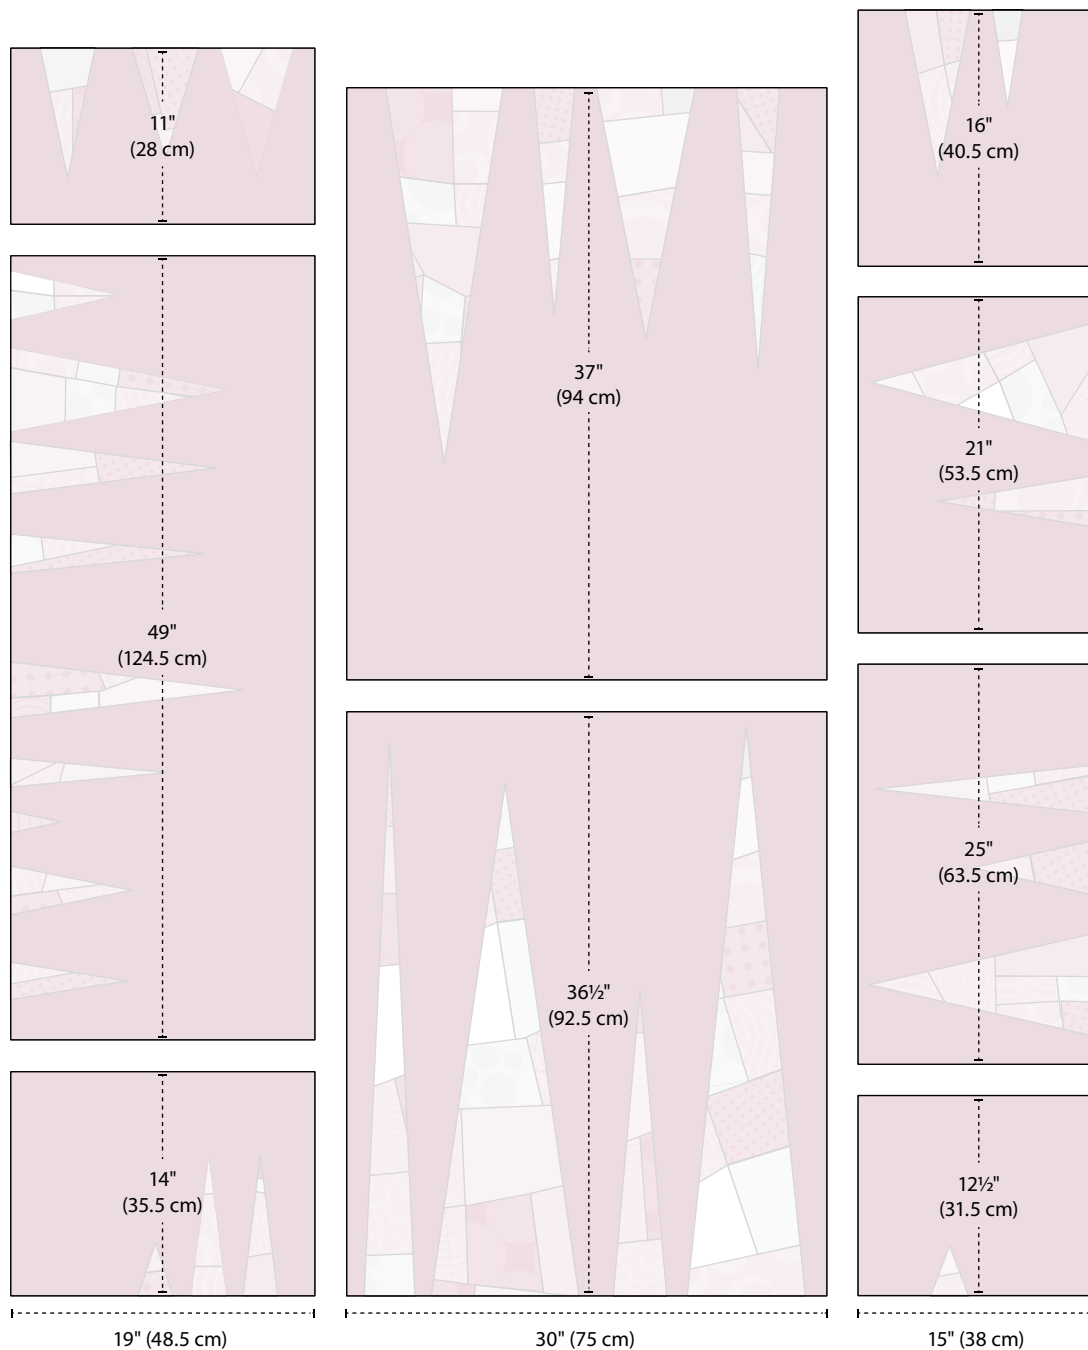 11"
(28 cm)
49"
(124.5 cm)
14"
(35.5 cm)
19" (48.5 cm)
37"
(94 cm)
36½"
(92.5 cm)
30" (75 cm)
16"
(40.5 cm)
21"
(53.5 cm)
25"
(63.5 cm)
12½"
(31.5 cm)
15" (38 cm)